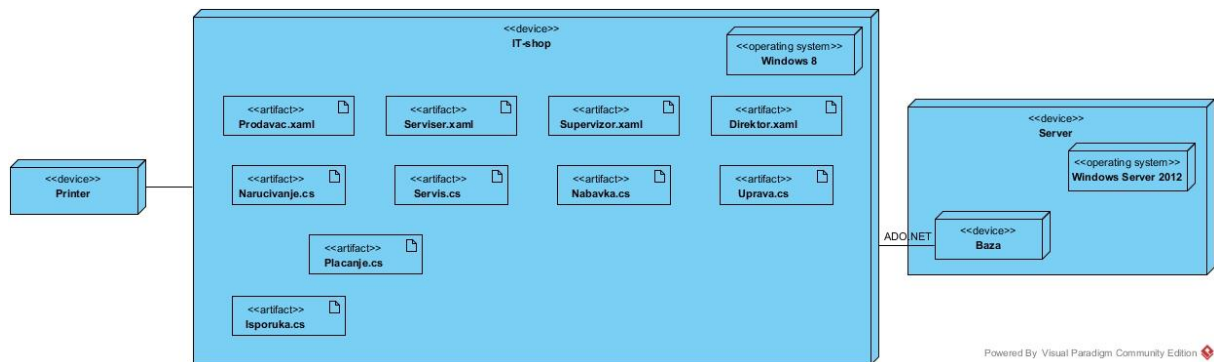 <<device>>
IT-shop
<<operating system>>
Windows 8
<<artifact>>
Prodavac.xaml
<<artifact>>
Serviser.xaml
<<artifact>>
Supervizor.xaml
<<artifact>>
Direktor.xaml
<<device>>
Server
<<operating system>>
Windows Server 2012
<<device>>
Printer
<<artifact>>
Narucivanje.cs
<<artifact>>
Servis.cs
<<artifact>>
Nabavka.cs
<<artifact>>
Uprava.cs
ADO.NET
<<device>>
Baza
<<artifact>>
Placanje.cs
<<artifact>>
Isporuka.cs
Powered By Visual Paradigm Community Edition